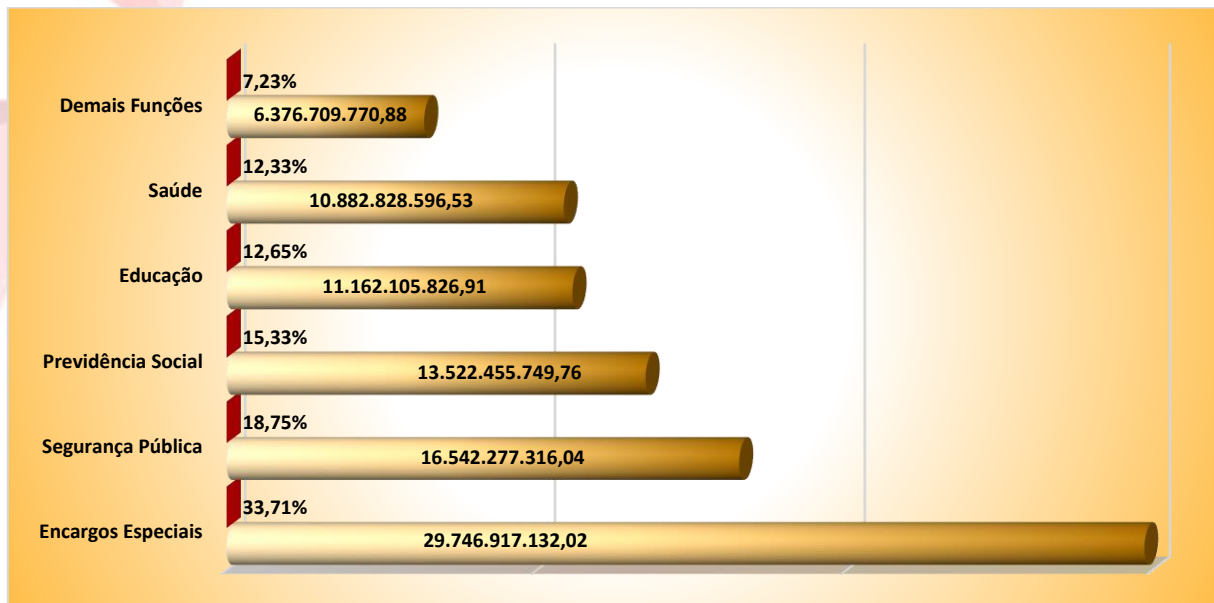 7,23%
Demais Funções
6.376.709.770,88
12,33%
Saúde
10.882.828.596,53
12,65%
Educação
11.162.105.826,91
15,33%
Previdência Social
13.522.455.749,76
18,75%
Segurança Pública
16.542.277.316,04
33,71%
Encargos Especiais
29.746.917.132,02